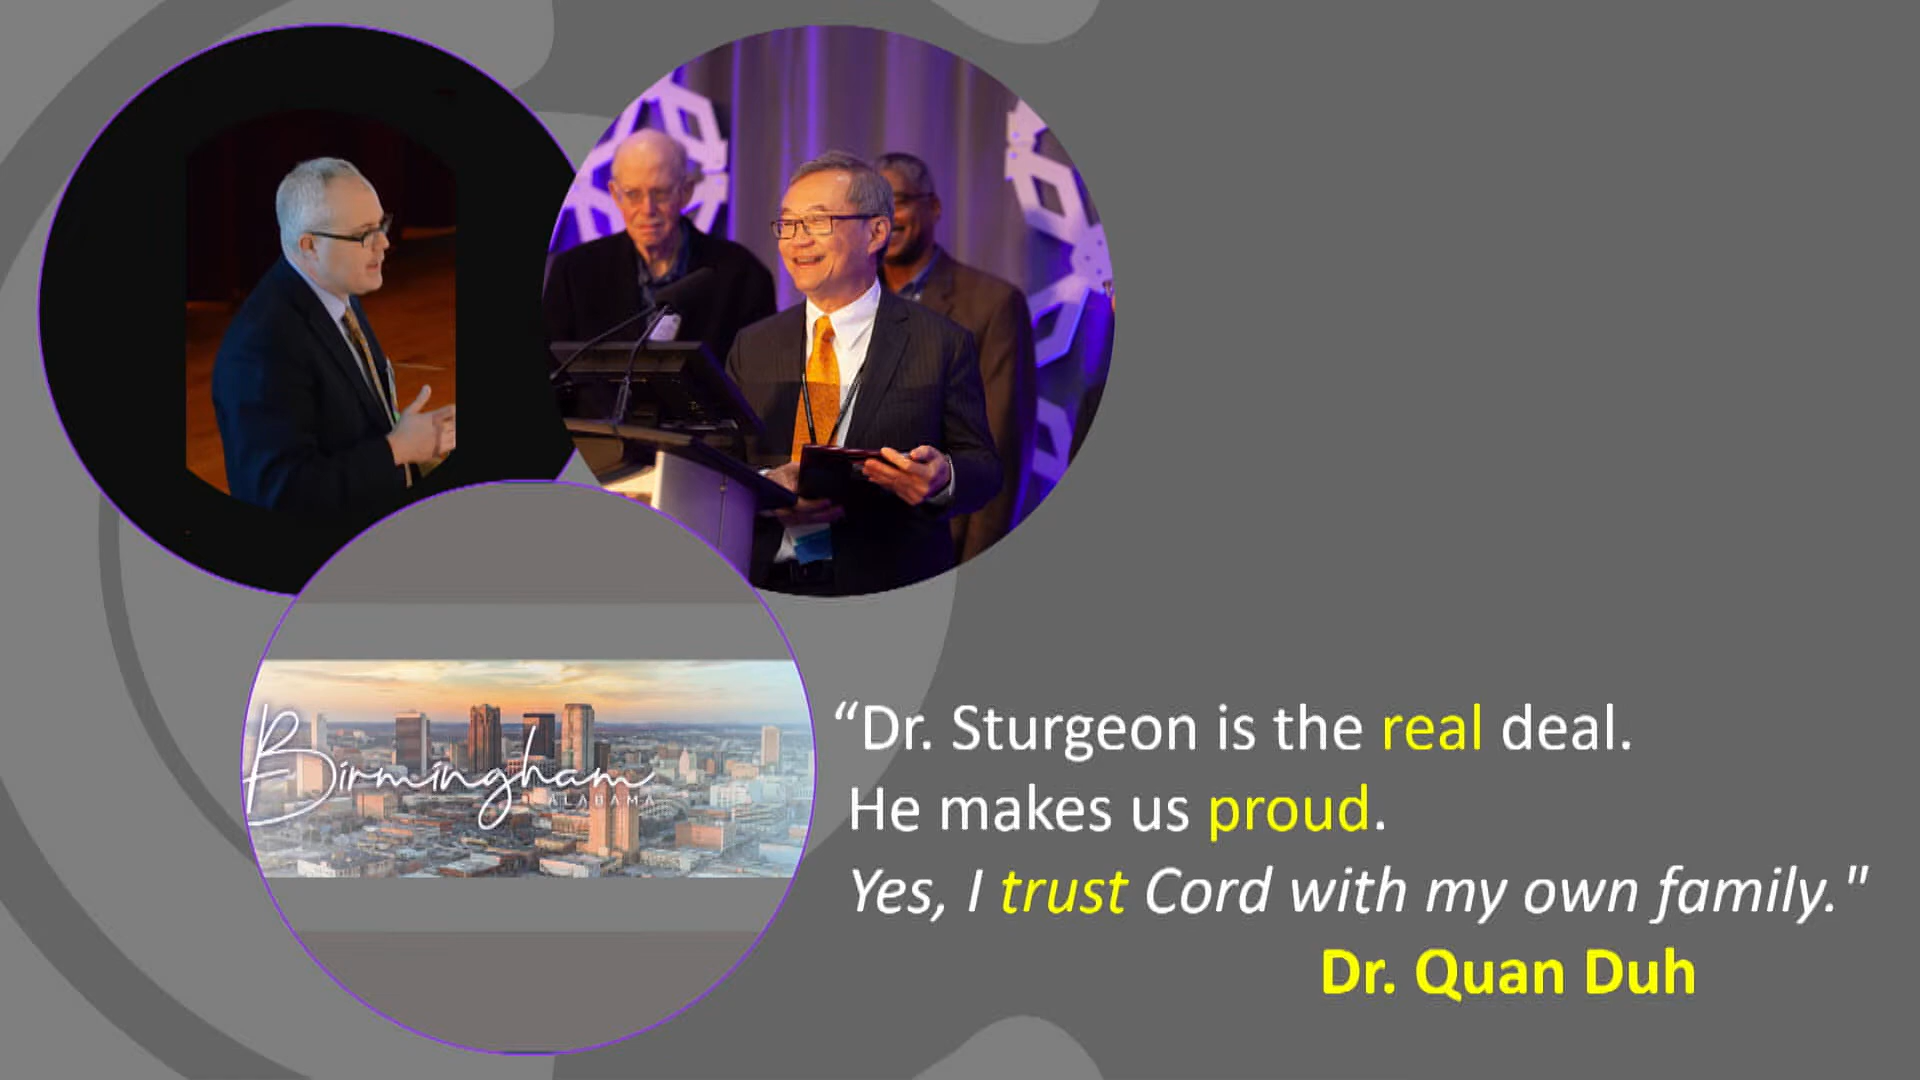 Birmingham
ALABAMA
“Dr. Sturgeon is the real deal.
He makes us proud.
Yes, I trust Cord with my own family."
Dr. Quan Duh